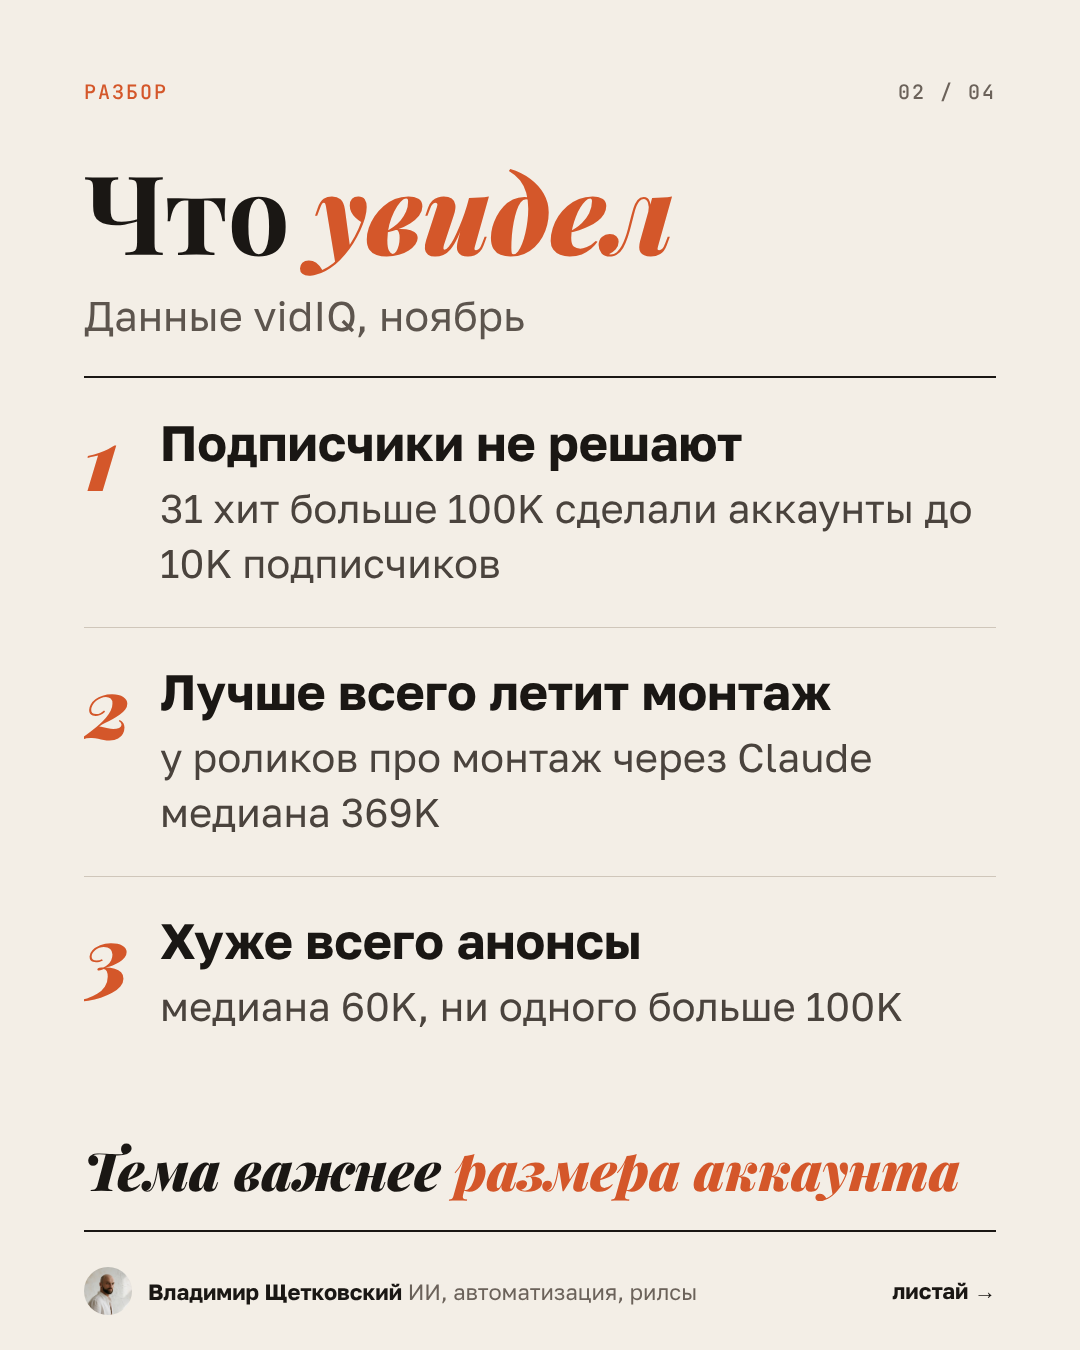 РАЗБОР
02 / 04
Что увидел
Данные vidIQ, ноябрь
1
Подписчики не решают
31 хит больше 100K сделали аккаунты до
10K подписчиков
2
Лучше всего летит монтаж
у роликов про монтаж через Claude
медиана 369K
3
Хуже всего анонсы
медиана 60K, ни одного больше 100K
Тема важнее размера аккаунта
Владимир Щетковский ИИ, автоматизация, рилсы
листай →